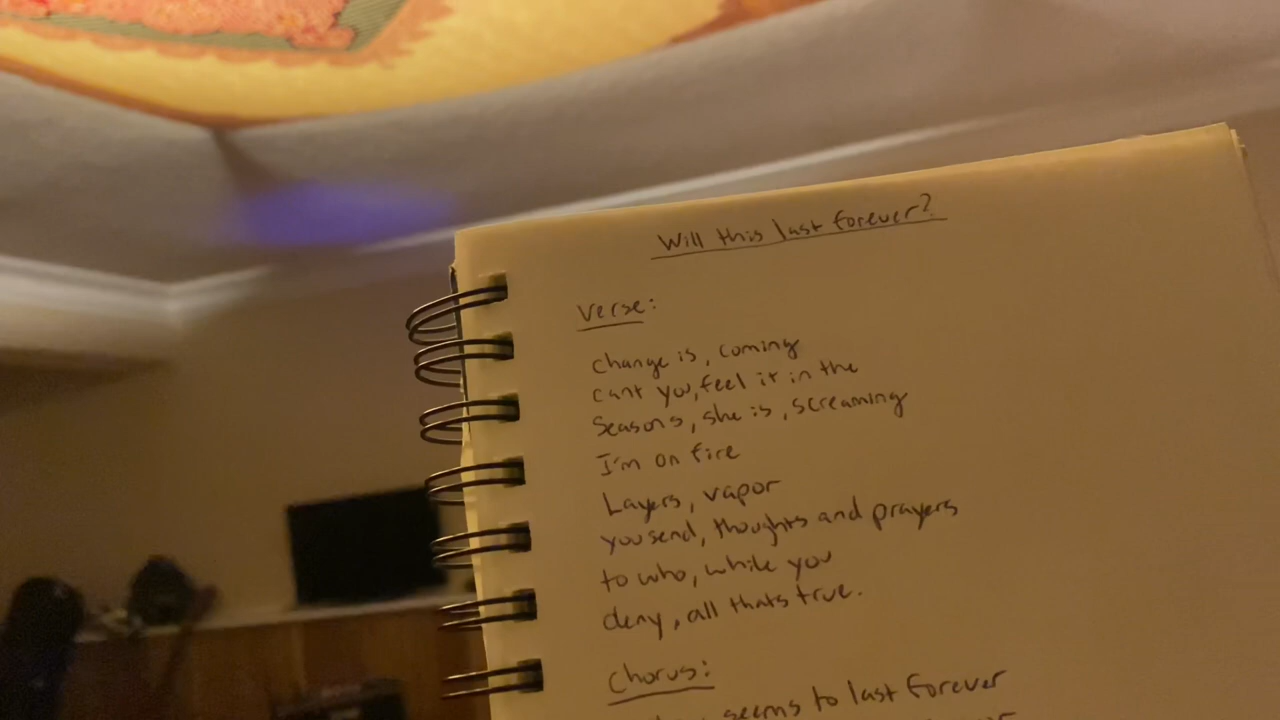 Will this last forever?
Verse:
change is, coming
cant you, feel it in the
Seasons, she is, screaming
I'm on fire
Layers, vapor
you send, thoughts and prayers
to who, while you
deny, all thats true.
Chorus:
seems to last forever